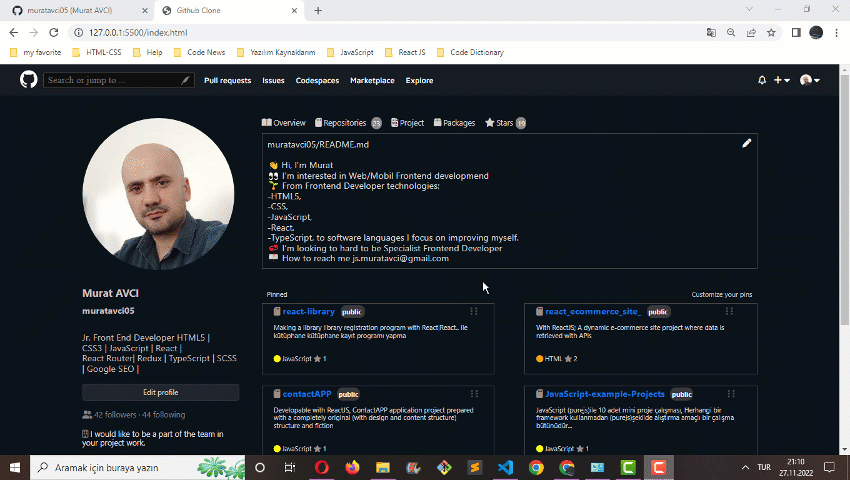 muratavci05 (Murat AVCI)
Github Clone
127.0.0.1:5500/index.html
my favorite
HTML-CSS
Help
Code News
Yazılım Kaynaklarım
JavaScript
React JS
Code Dictionary
Search or jump to ...
Pull requests
Issues
Codespaces
Marketplace
Explore
Overview
Repositories 23
Project
Packages
Stars 19
muratavci05/README.md
👋 Hi, I'm Murat
👀 I'm interested in Web/Mobil Frontend developmend
🌱 From Frontend Developer technologies;
-HTML5,
-CSS,
-JavaScript,
-React,
-TypeScript, to software languages I focus on improving myself.
I'm looking to hard to be Specialist Frontend Developer
How to reach me js.muratavci@gmail.com
Murat AVCI
muratavci05
Jr. Front End Developer HTML5 |
CSS3 | JavaScript | React |
React Router| Redux | TypeScript | SCSS
| Google SEO |
Edit profile
42 followers · 44 following
I would like to be a part of the team in
your project work.
Pinned
Customize your pins
react-library public
Making a library library registration program with React|React.. ile
kütüphane kütüphane kayıt programı yapma
JavaScript 1
react_ecommerce_site_ public
With ReactJS; A dynamic e-commerce site project where data is
retrieved with APIs
HTML 2
contactAPP public
Developable with ReactJS, ContactAPP application project prepared
with a completely original (with design and content structure)
structure and fiction
JavaScript 1
JavaScript-example-Projects public
JavaScript (purejs)ile 10 adet mini proje çalışması, Herhangi bir
framework kullanmadan (purejs)şekilde alıştırma amaçlı bir çalışma
bütünüdür...
JavaScript 1
Aramak için buraya yazın
TUR
21:10
27.11.2022